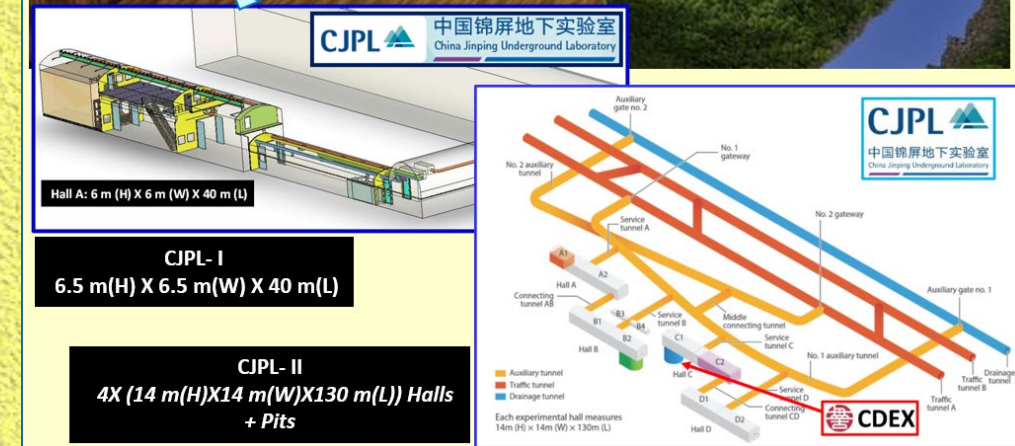 CJPL
中国锦屏地下实验室
China Jinping Underground Laboratory
Hall A: 6 m (H) X 6 m (W) X 40 m (L)
CJPL- I
6.5 m(H) X 6.5 m(W) X 40 m(L)
CJPL- II
4X (14 m(H)X14 m(W)X130 m(L)) Halls
+ Pits
CJPL
中国锦屏地下实验室
China Jinping Underground Laboratory
Auxiliary
gate no. 2
No. 1
gateway
No. 2 auxiliary
tunnel
No. 2 gateway
Service
tunnel A
A1
A2
Hall A
Connecting
tunnel AB
B1
B2
B3
B4
Hall B
Service
tunnel B
Middle
connecting tunnel
Auxiliary gate no. 1
C1
C2
Hall C
Service
tunnel C
No. 1 auxiliary tunnel
Service
tunnel D
Connecting
tunnel CD
D1
D2
Hall D
Drainage
tunnel
Traffic
tunnel B
Traffic
tunnel A
Auxiliary tunnel
Traffic tunnel
Drainage tunnel
Each experimental hall measures
14m (H) × 14m (W) × 130m (L)
CDEX